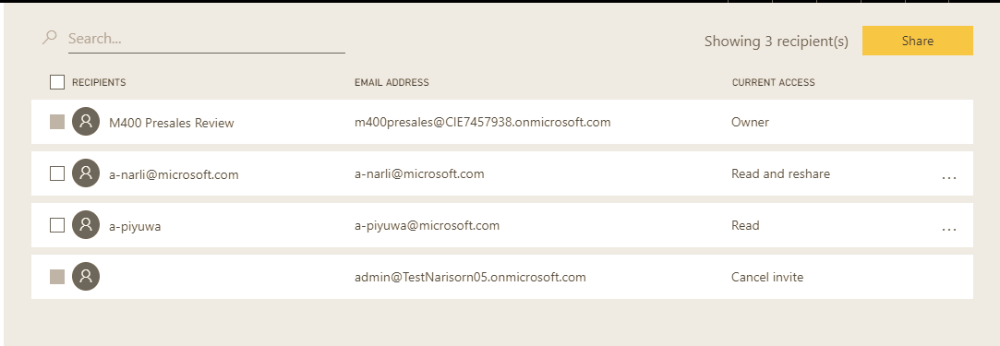 Search...
Showing 3 recipient(s)
Share
RECIPIENTS EMAIL ADDRESS CURRENT ACCESS
M400 Presales Review m400presales@CIE7457938.onmicrosoft.com Owner
a-narli@microsoft.com a-narli@microsoft.com Read and reshare ...
a-piyuwa a-piyuwa@microsoft.com Read ...
admin@TestNarisorn05.onmicrosoft.com Cancel invite